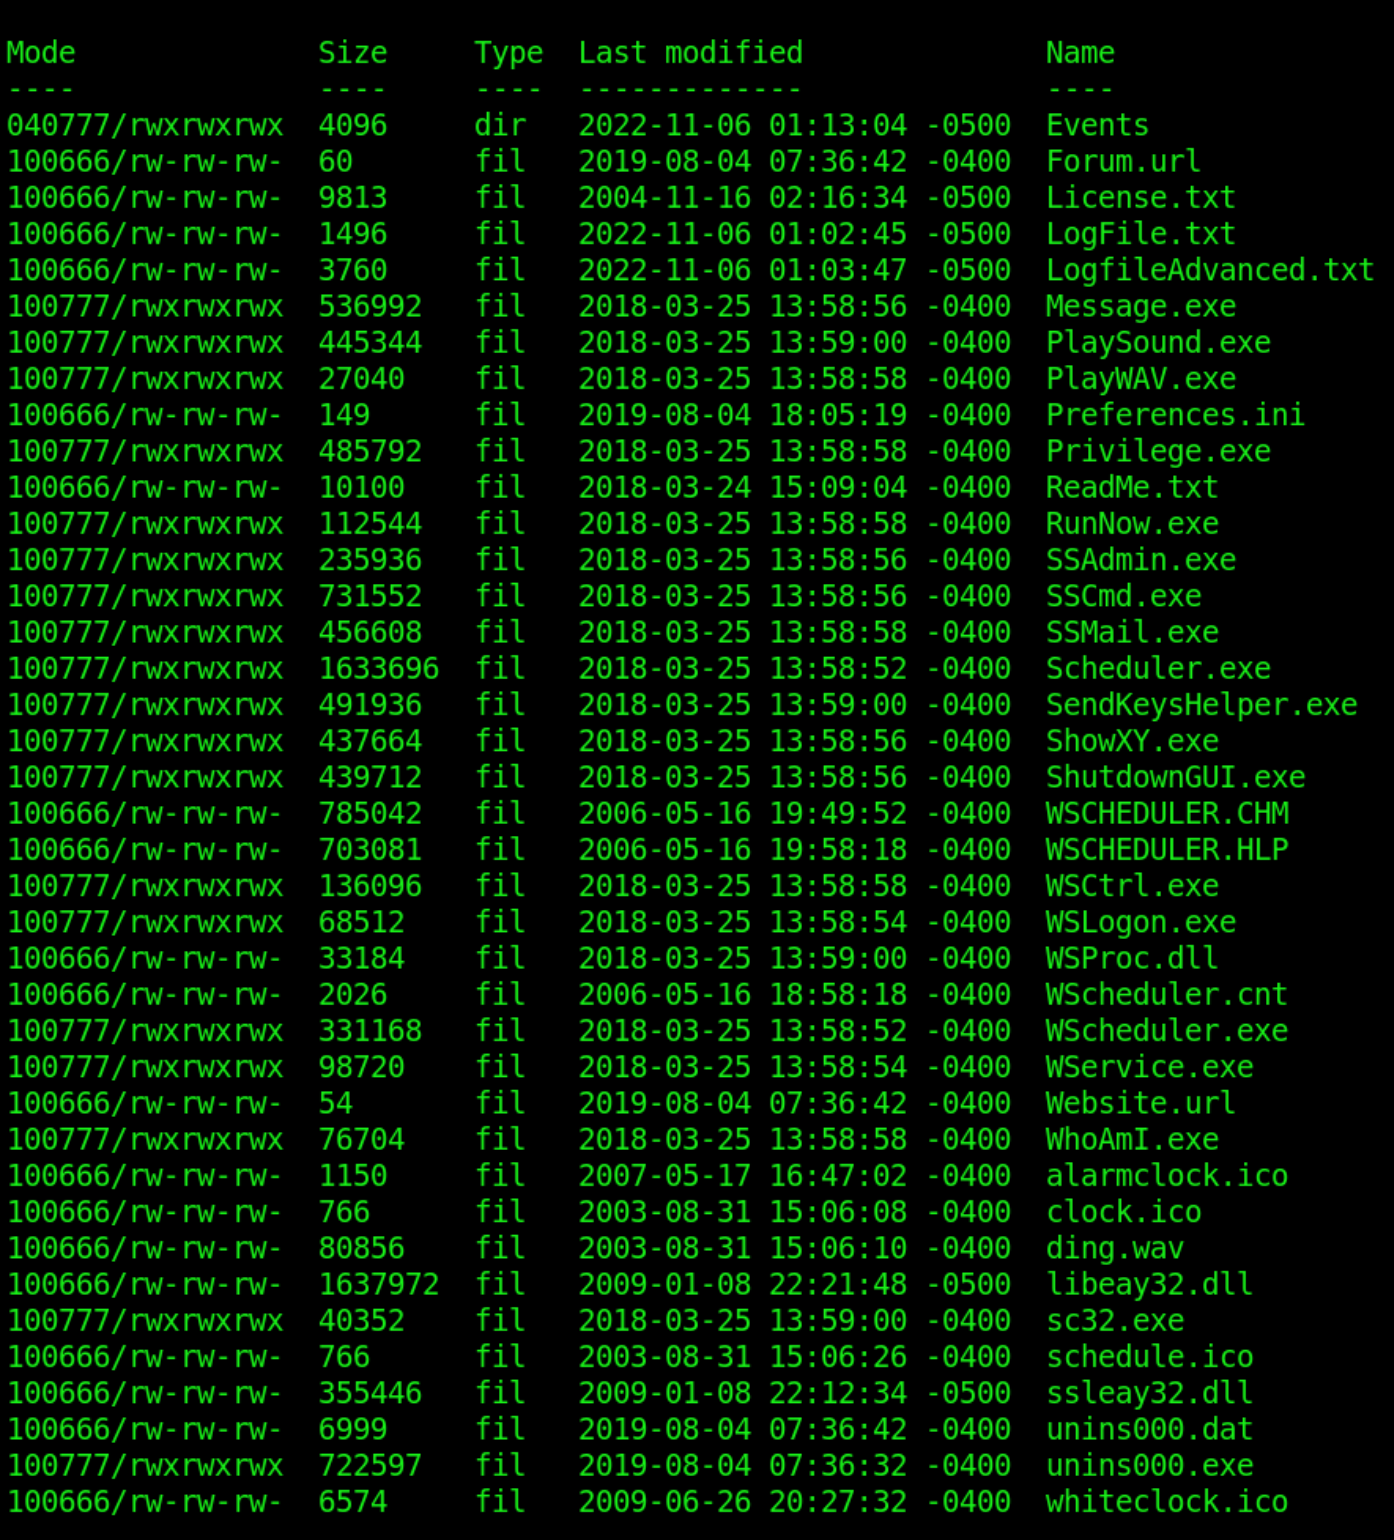 Mode              Size     Type  Last modified              Name
----              ----     ----  -------------              ----
040777/rwxrwxrwx  4096     dir   2022-11-06 01:13:04 -0500  Events
100666/rw-rw-rw-  60       fil   2019-08-04 07:36:42 -0400  Forum.url
100666/rw-rw-rw-  9813     fil   2004-11-16 02:16:34 -0500  License.txt
100666/rw-rw-rw-  1496     fil   2022-11-06 01:02:45 -0500  LogFile.txt
100666/rw-rw-rw-  3760     fil   2022-11-06 01:03:47 -0500  LogfileAdvanced.txt
100777/rwxrwxrwx  536992   fil   2018-03-25 13:58:56 -0400  Message.exe
100777/rwxrwxrwx  445344   fil   2018-03-25 13:59:00 -0400  PlaySound.exe
100777/rwxrwxrwx  27040    fil   2018-03-25 13:58:58 -0400  PlayWAV.exe
100666/rw-rw-rw-  149      fil   2019-08-04 18:05:19 -0400  Preferences.ini
100777/rwxrwxrwx  485792   fil   2018-03-25 13:58:58 -0400  Privilege.exe
100666/rw-rw-rw-  10100    fil   2018-03-24 15:09:04 -0400  ReadMe.txt
100777/rwxrwxrwx  112544   fil   2018-03-25 13:58:58 -0400  RunNow.exe
100777/rwxrwxrwx  235936   fil   2018-03-25 13:58:56 -0400  SSAdmin.exe
100777/rwxrwxrwx  731552   fil   2018-03-25 13:58:56 -0400  SSCmd.exe
100777/rwxrwxrwx  456608   fil   2018-03-25 13:58:58 -0400  SSMail.exe
100777/rwxrwxrwx  1633696  fil   2018-03-25 13:58:52 -0400  Scheduler.exe
100777/rwxrwxrwx  491936   fil   2018-03-25 13:59:00 -0400  SendKeysHelper.exe
100777/rwxrwxrwx  437664   fil   2018-03-25 13:58:56 -0400  ShowXY.exe
100777/rwxrwxrwx  439712   fil   2018-03-25 13:58:56 -0400  ShutdownGUI.exe
100666/rw-rw-rw-  785042   fil   2006-05-16 19:49:52 -0400  WSCHEDULER.CHM
100666/rw-rw-rw-  703081   fil   2006-05-16 19:58:18 -0400  WSCHEDULER.HLP
100777/rwxrwxrwx  136096   fil   2018-03-25 13:58:58 -0400  WSCtrl.exe
100777/rwxrwxrwx  68512    fil   2018-03-25 13:58:54 -0400  WSLogon.exe
100666/rw-rw-rw-  33184    fil   2018-03-25 13:59:00 -0400  WSProc.dll
100666/rw-rw-rw-  2026     fil   2006-05-16 18:58:18 -0400  WScheduler.cnt
100777/rwxrwxrwx  331168   fil   2018-03-25 13:58:52 -0400  WScheduler.exe
100777/rwxrwxrwx  98720    fil   2018-03-25 13:58:54 -0400  WService.exe
100666/rw-rw-rw-  54       fil   2019-08-04 07:36:42 -0400  Website.url
100777/rwxrwxrwx  76704    fil   2018-03-25 13:58:58 -0400  WhoAmI.exe
100666/rw-rw-rw-  1150     fil   2007-05-17 16:47:02 -0400  alarmclock.ico
100666/rw-rw-rw-  766      fil   2003-08-31 15:06:08 -0400  clock.ico
100666/rw-rw-rw-  80856    fil   2003-08-31 15:06:10 -0400  ding.wav
100666/rw-rw-rw-  1637972  fil   2009-01-08 22:21:48 -0500  libeay32.dll
100777/rwxrwxrwx  40352    fil   2018-03-25 13:59:00 -0400  sc32.exe
100666/rw-rw-rw-  766      fil   2003-08-31 15:06:26 -0400  schedule.ico
100666/rw-rw-rw-  355446   fil   2009-01-08 22:12:34 -0500  ssleay32.dll
100666/rw-rw-rw-  6999     fil   2019-08-04 07:36:42 -0400  unins000.dat
100777/rwxrwxrwx  722597   fil   2019-08-04 07:36:32 -0400  unins000.exe
100666/rw-rw-rw-  6574     fil   2009-06-26 20:27:32 -0400  whiteclock.ico